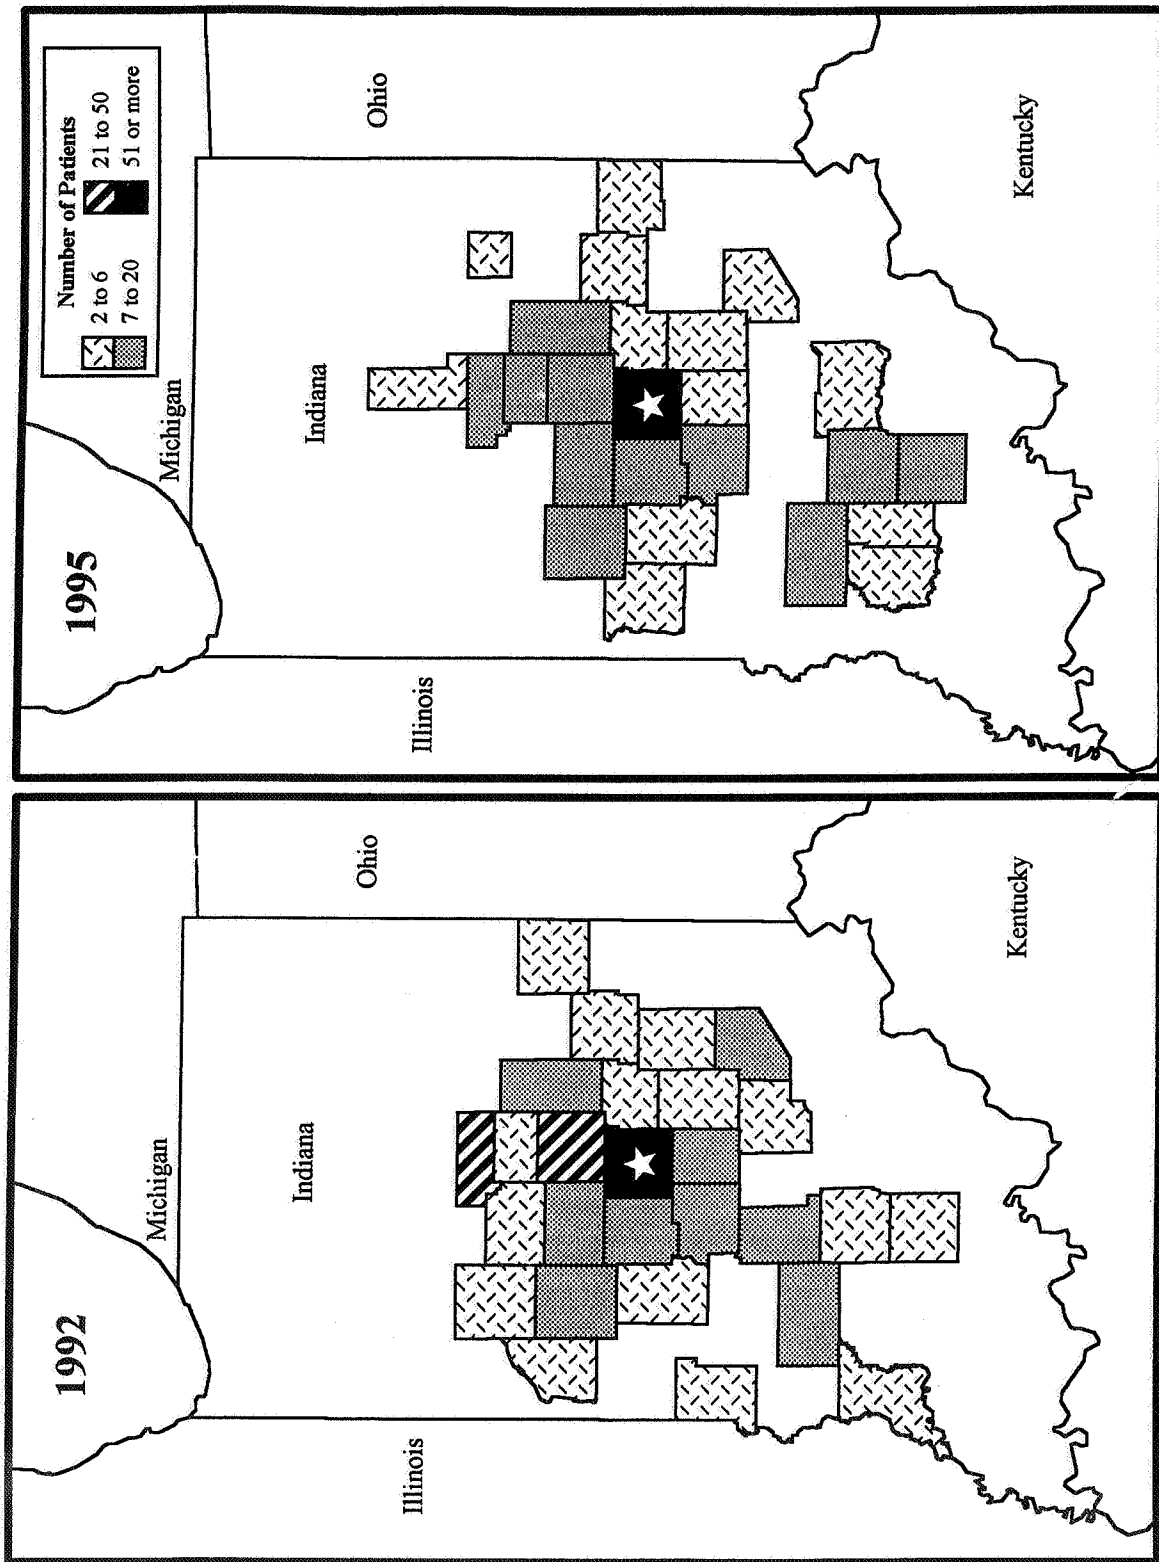 1992
Michigan
Indiana
Ohio
Illinois
Kentucky
1995
Number of Patients
2 to 6 21 to 50
7 to 20 51 or more
Michigan
Indiana
Ohio
Illinois
Kentucky